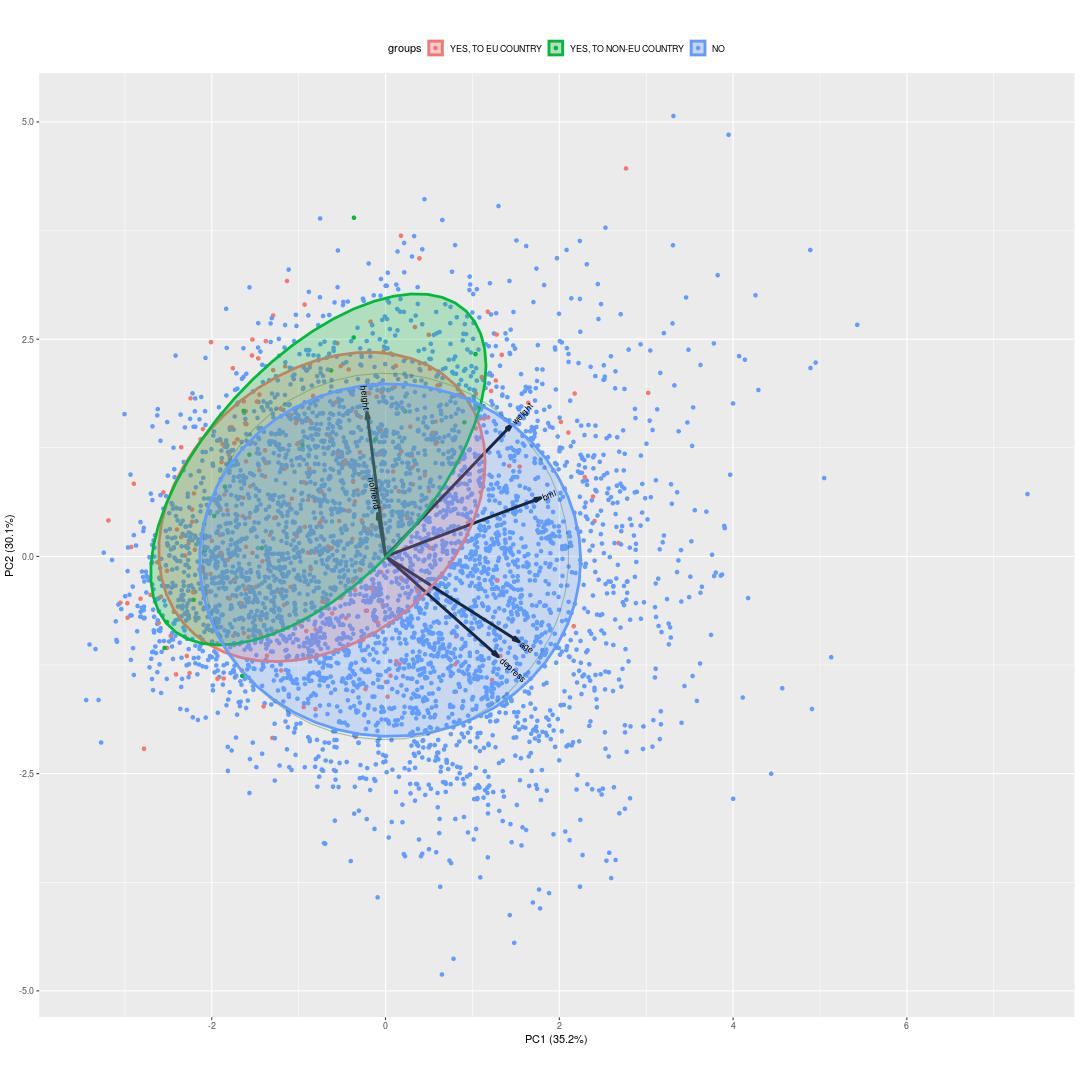 groups YES, TO EU COUNTRY YES, TO NON-EU COUNTRY NO
5.0
2.5
0.0
-2.5
-5.0
PC2 (30.1%)
height
weight
nofriend
bmi
age
depress
-2 0 2 4 6
PC1 (35.2%)